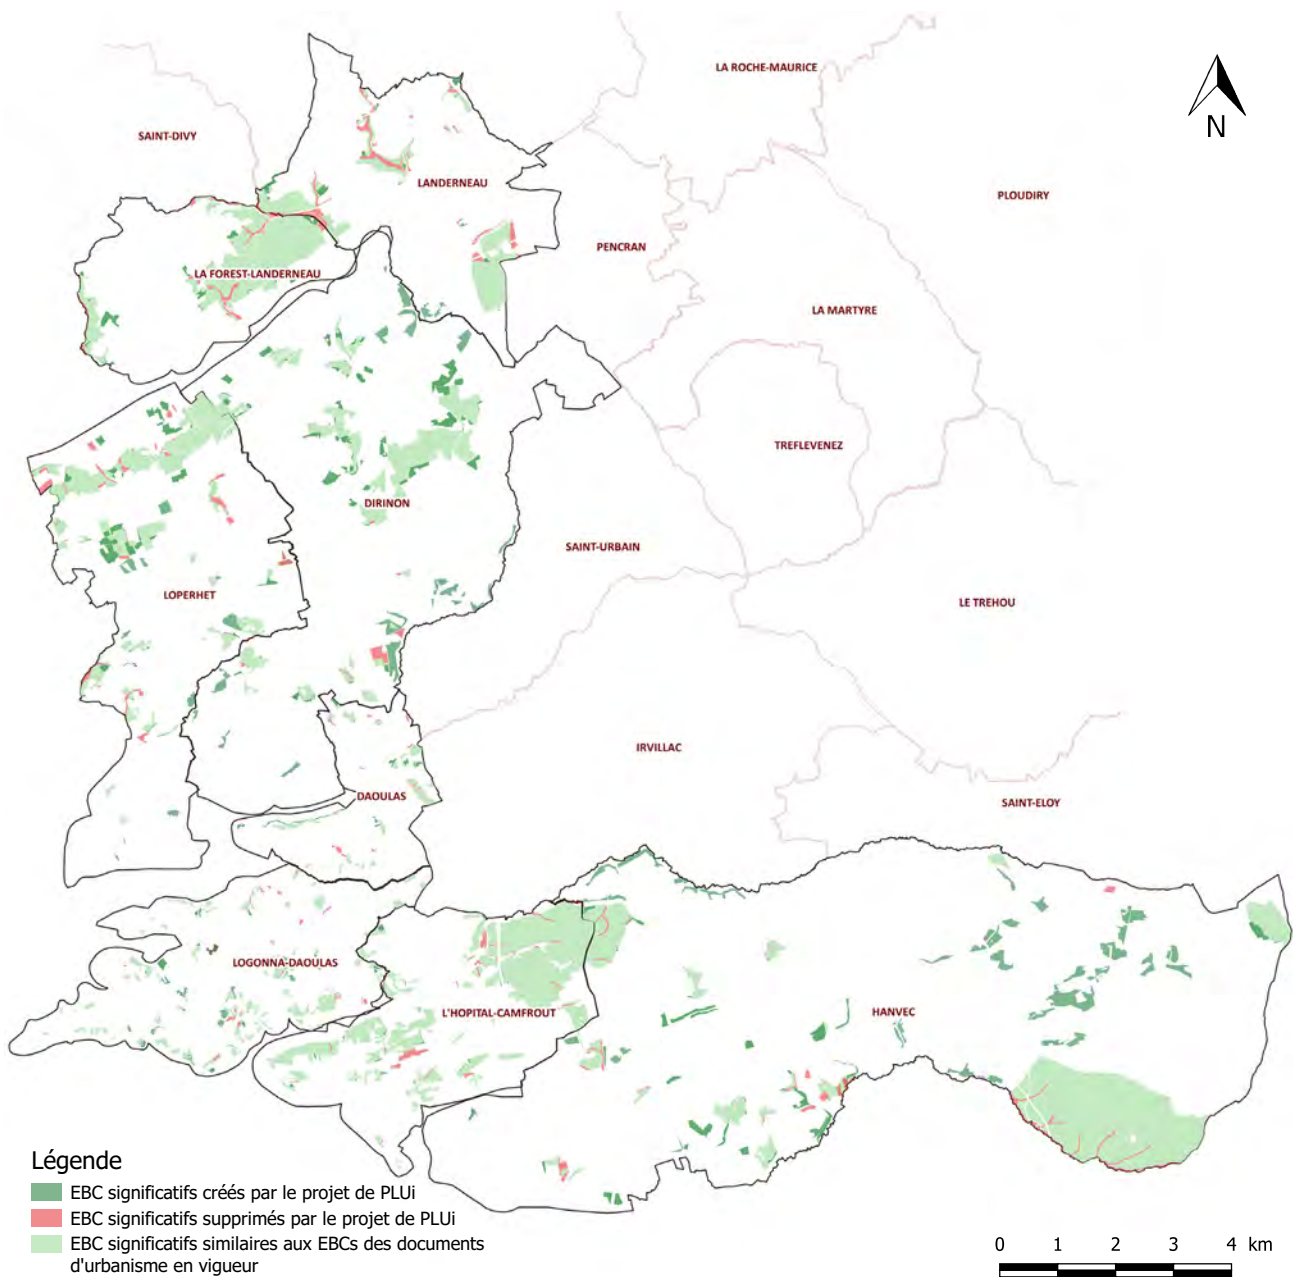 LA ROCHE-MAURICE
SAINT-DIVY
N
LANDERNEAU
PLOUDIRY
PENCRAN
LA FOREST-LANDERNEAU
LA MARTYRE
TREFLEVENEZ
DIRINON
SAINT-URBAIN
LOPERHET
LE TREHOU
IRVILLAC
DAOULAS
SAINT-ELOY
LOGONNA-DAOULAS
L'HOPITAL-CAMFROUT
HANVEC
Légende
EBC significatifs créés par le projet de PLUi
EBC significatifs supprimés par le projet de PLUi
EBC significatifs similaires aux EBCs des documents
d'urbanisme en vigueur
0 1 2 3 4 km